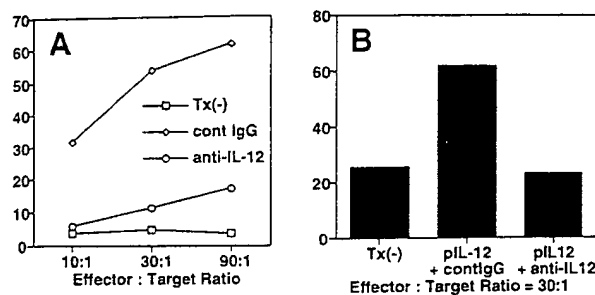 A
70
60
50
40
30
20
10
0
Tx(-)
cont IgG
anti-IL-12
10:1 30:1 90:1
Effector : Target Ratio
B
80
60
40
20
0
Tx(-) pIL-12 pIL12
+ contIgG + anti-IL-12
Effector : Target Ratio = 30:1